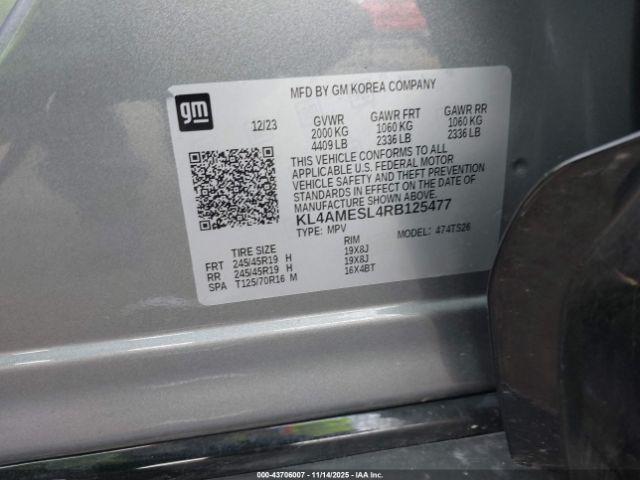 MFD BY GM KOREA COMPANY
gm
12/23 GVWR GAWR FRT GAWR RR
2000 KG 1060 KG 1060 KG
4409 LB 2336 LB 2336 LB
THIS VEHICLE CONFORMS TO ALL
APPLICABLE U.S. FEDERAL MOTOR
VEHICLE SAFETY AND THEFT
PREVENTION STANDARDS IN
EFFECT ON THE DATE OF
MANUFACTURE SHOWN ABOVE.
KL4AMESL4RB125477
TYPE: MPV MODEL: 474TS26
TIRE SIZE RIM
FRT 245/45R19 H 19X8J
RR 245/45R19 H 19X8J
SPA T125/70R16 M 16X4BT
000-43706007 - 11/14/2025 - IAA Inc.